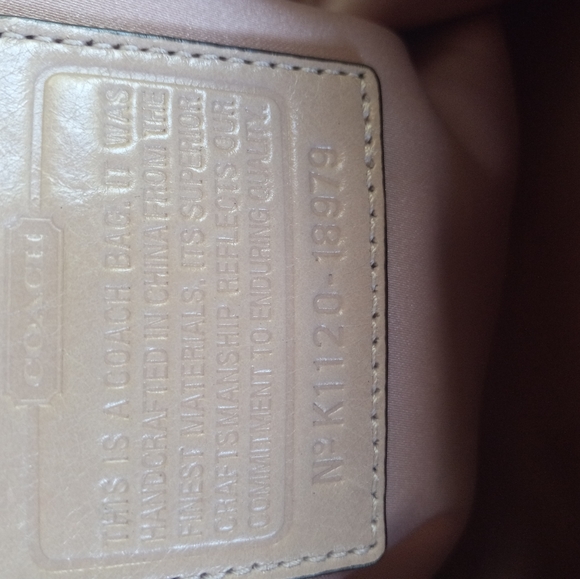 COACH
THIS IS A COACH BAG. IT WAS
HANDCRAFTED IN CHINA FROM THE
FINEST MATERIALS. ITS SUPERIOR
CRAFTSMANSHIP REFLECTS OUR
COMMITMENT TO ENDURING QUALITY.
Nº K1120-18979